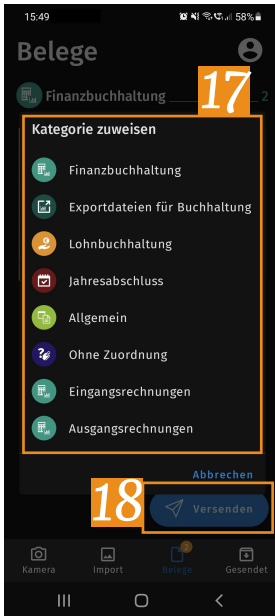 15:49 58%
Belege
17
Finanzbuchhaltung 2
Kategorie zuweisen
Finanzbuchhaltung
Exportdateien für Buchhaltung
Lohnbuchhaltung
Jahresabschluss
Allgemein
Ohne Zuordnung
Eingangsrechnungen
Ausgangsrechnungen
Abbrechen
18
Versenden
2
Kamera Import Belege Gesendet